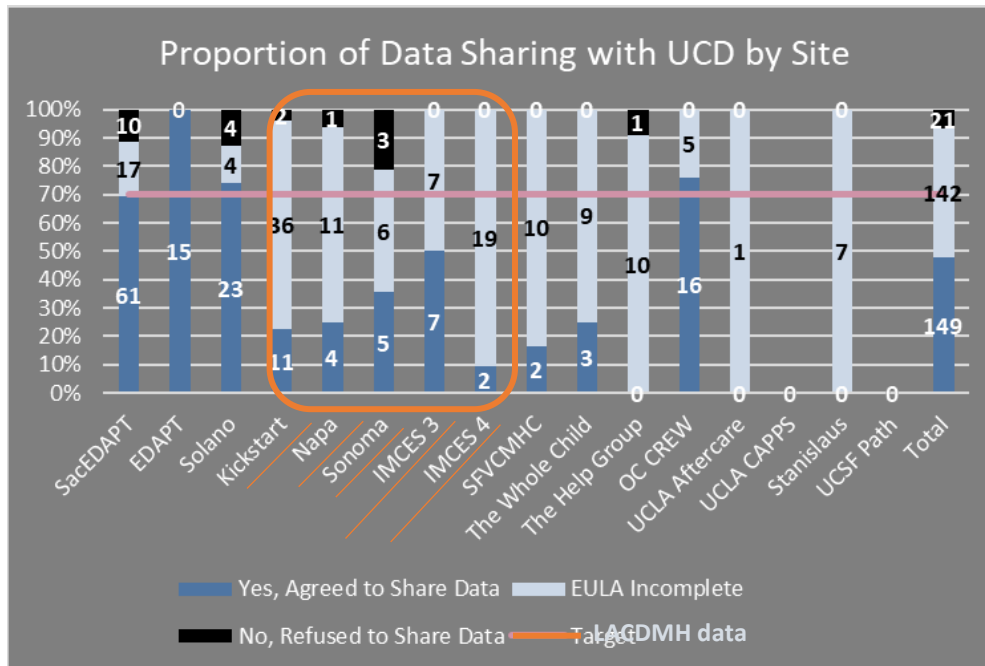 Proportion of Data Sharing with UCD by Site
100% 0 2 0 0 0 0 0 0 0
90% 10 4 1 3 1 5 21
80% 17 4 7
70% 142
60% 36 11 6 19 10 9
50% 15 10 1 7
40% 61 23 16
30% 7 149
20% 5
10% 11 4 2 2 3
0% 0 0 0 0 0
SacEDAPT
EDAPT
Solano
Kickstart
Napa
Sonoma
IMCES 3
IMCES 4
SFVCMHC
The Whole Child
The Help Group
OC CREW
UCLA Aftercare
UCLA CAPPS
Stanislaus
UCSF Path
Total
Yes, Agreed to Share Data EULA Incomplete
No, Refused to Share Data Target LACDMH data